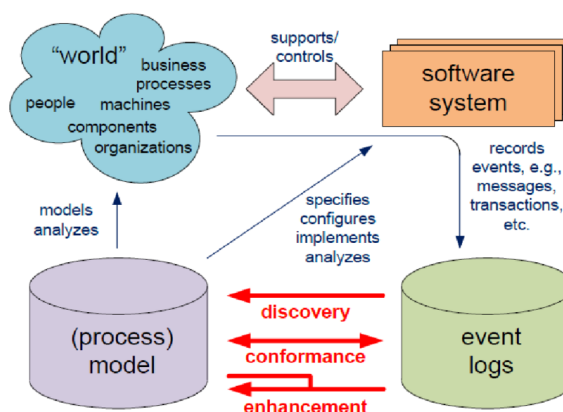 “world”
business
processes
people
machines
components
organizations
supports/
controls
software
system
records
events, e.g.,
messages,
transactions,
etc.
models
analyzes
specifies
configures
implements
analyzes
(process)
model
discovery
conformance
enhancement
event
logs